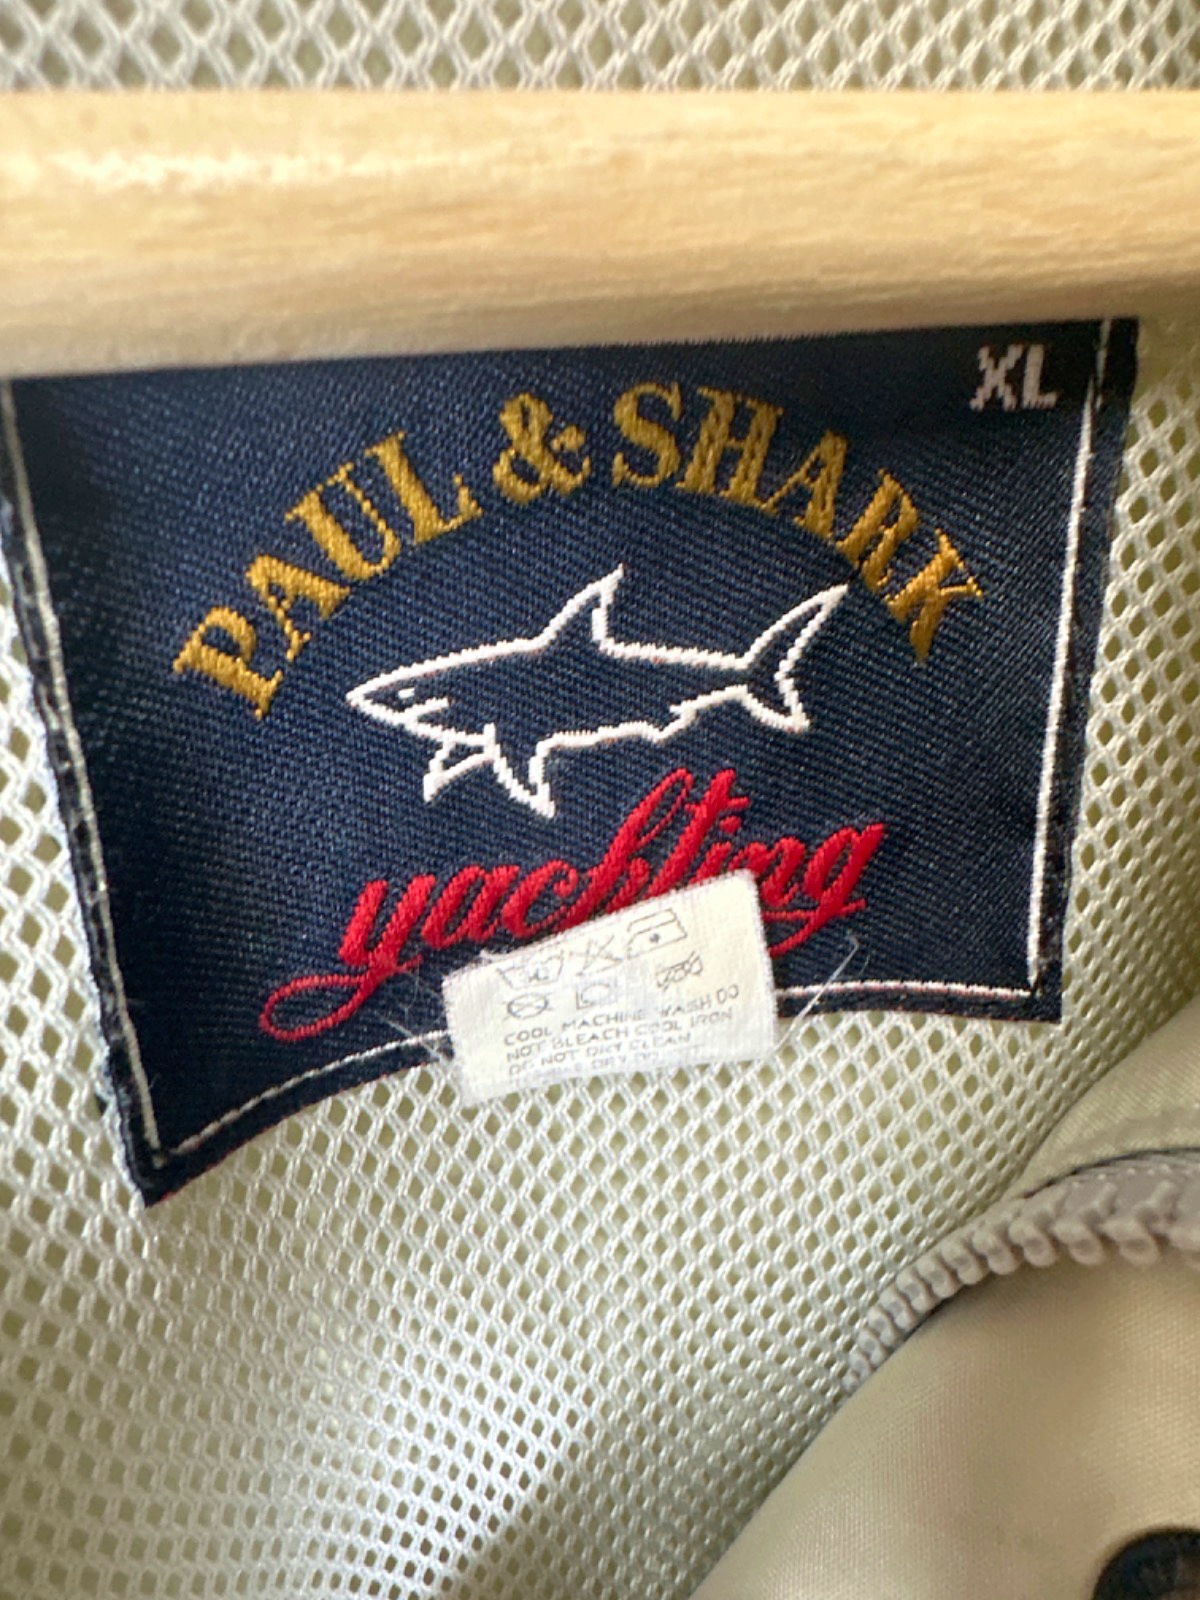 XL
PAUL & SHARK
yachting
COOL MACHINE WASH DO
NOT BLEACH COOL IRON
DO NOT DRY CLEAN